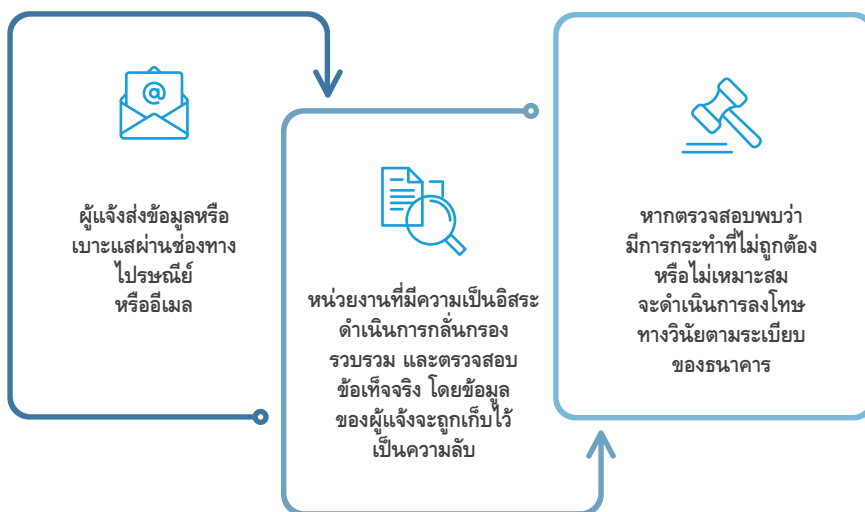 ผู้แจ้งส่งข้อมูลหรือ
เบาะแสผ่านช่องทาง
ไปรษณีย์
หรืออีเมล
หน่วยงานที่มีความเป็นอิสระ
ดำเนินการกลั่นกรอง
รวบรวม และตรวจสอบ
ข้อเท็จจริง โดยข้อมูล
ของผู้แจ้งจะถูกเก็บไว้
เป็นความลับ
หากตรวจสอบพบว่า
มีการกระทำที่ไม่ถูกต้อง
หรือไม่เหมาะสม
จะดำเนินการลงโทษ
ทางวินัยตามระเบียบ
ของธนาคาร